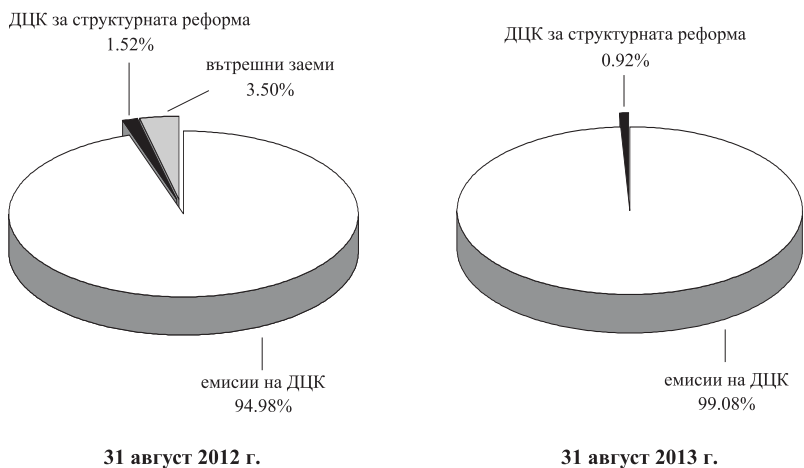 ДЦК за структурната реформа
1.52%
вътрешни заеми
3.50%
емисии на ДЦК
94.98%
31 август 2012 г.
ДЦК за структурната реформа
0.92%
емисии на ДЦК
99.08%
31 август 2013 г.